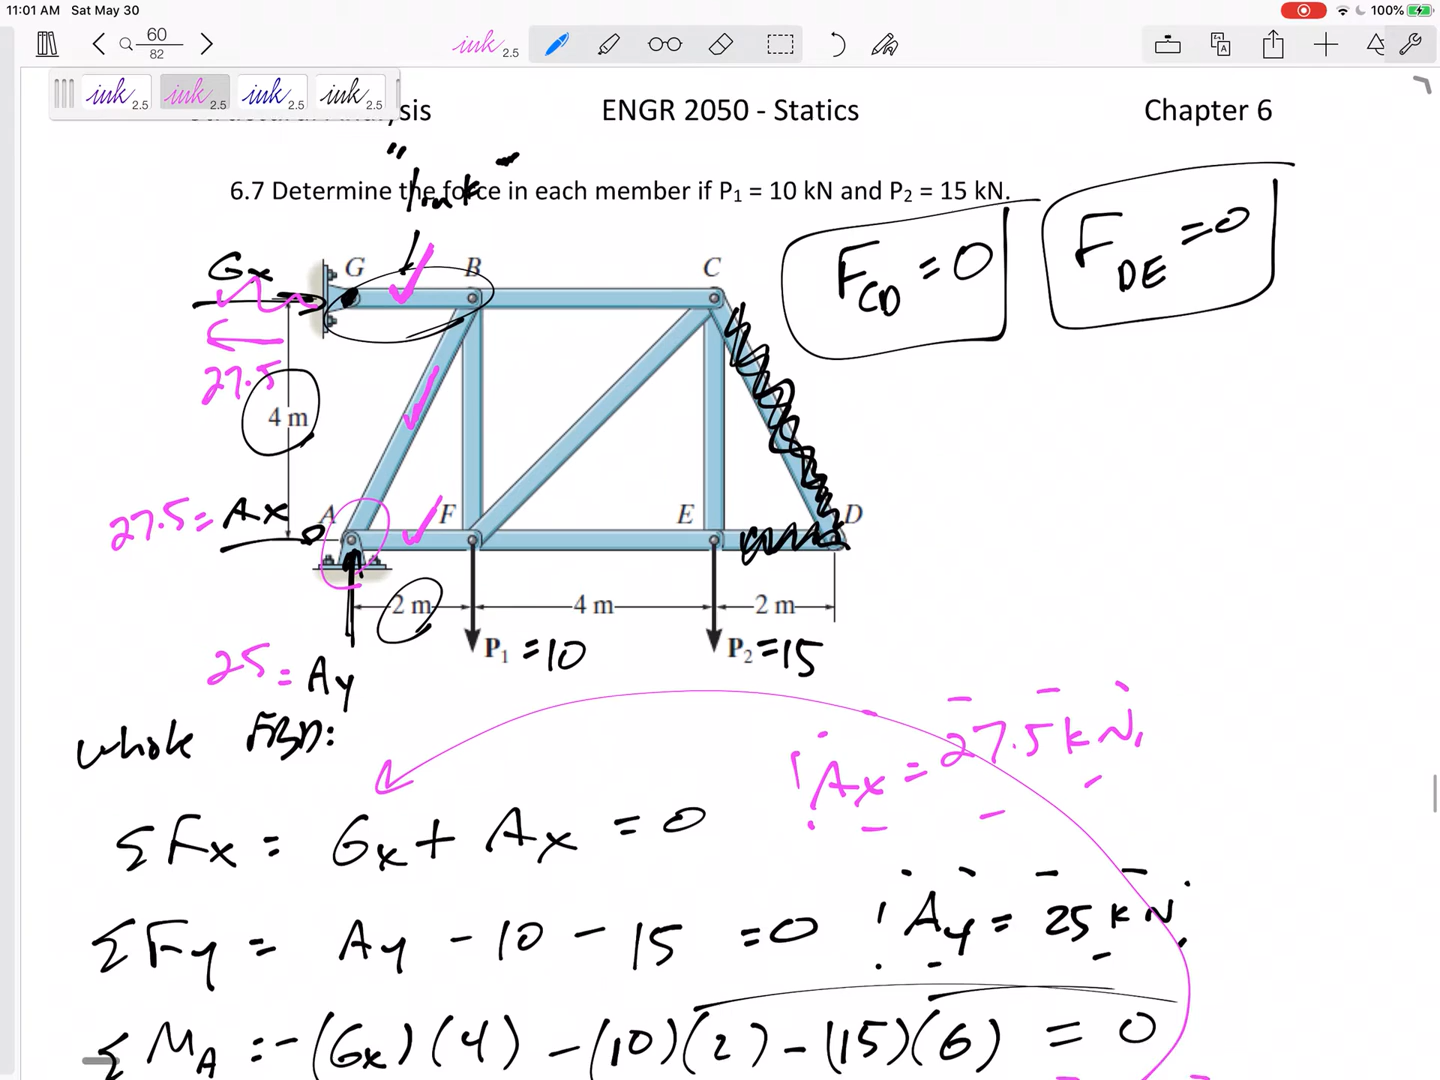 11:01 AM Sat May 30
100%
60
82
ink 2.5
ink 2.5
ink 2.5
ink 2.5
ink 2.5
sis
ENGR 2050 - Statics
Chapter 6
" link "
6.7 Determine the force in each member if P1 = 10 kN and P2 = 15 kN.
FCD = 0
FDE = 0
Gx
G
B
C
27.5
4 m
27.5 = Ax
A
F
E
D
2 m
4 m
2 m
P1 = 10
P2 = 15
25 = Ay
whole FBD:
Ax = 27.5 kN
ΣFx = Gx + Ax = 0
ΣFy = Ay - 10 - 15 = 0
Ay = 25 kN
ΣMA = -(Gx)(4) - (10)(2) - (15)(6) = 0